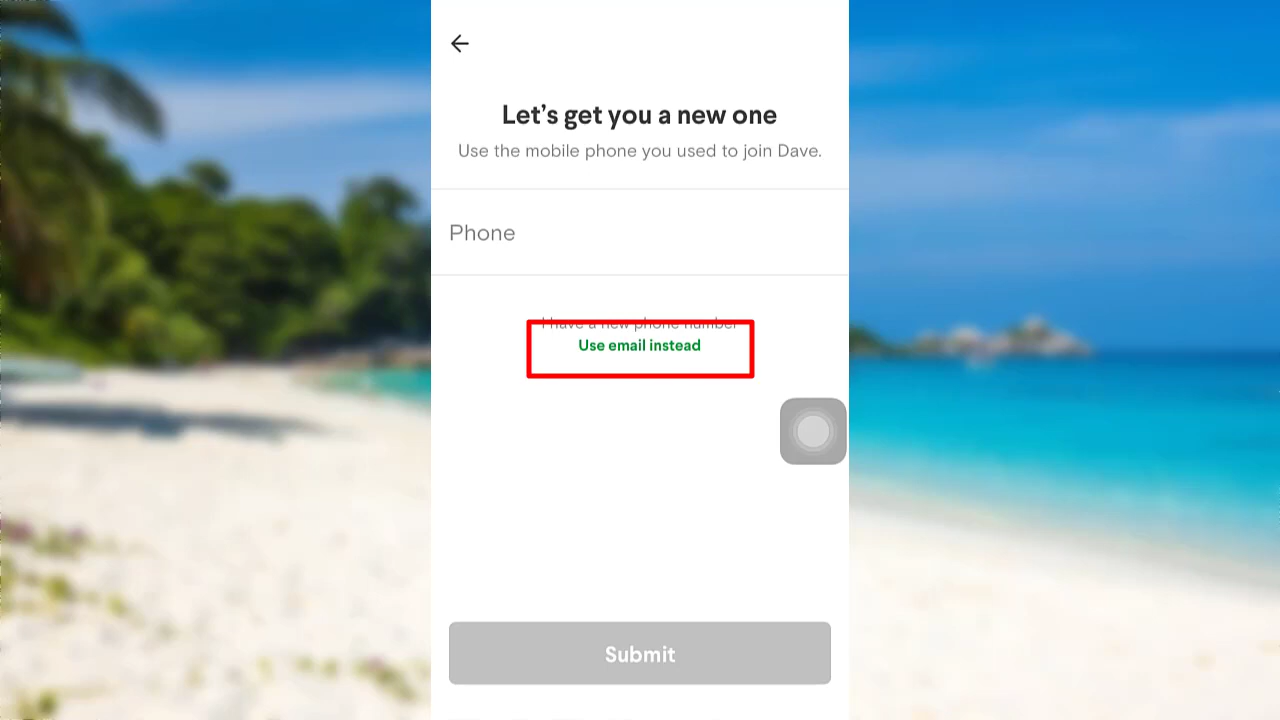 Let’s get you a new one
Use the mobile phone you used to join Dave.
Phone
I have a new phone number
Use email instead
Submit